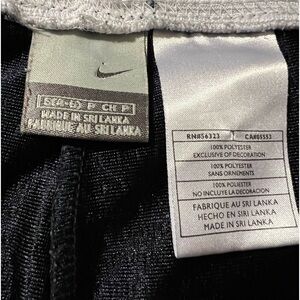 S(4-6) P CH P
MADE IN SRI LANKA
FABRIQUE AU SRI LANKA
RN#56323 CA#05553
100% POLYESTER
EXCLUSIVE OF DECORATION
100% POLYESTER
SANS ORNEMENTS
100% POLIESTER
NO INCLUYE LA DECORACION
FABRIQUE AU SRI LANKA
HECHO EN SRI LANKA
MADE IN SRI LANKA